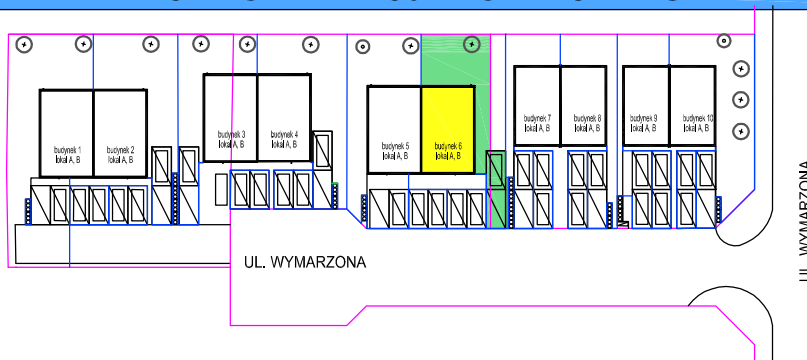 budynek 1
lokal A, B
budynek 2
lokal A, B
budynek 3
lokal A, B
budynek 4
lokal A, B
budynek 5
lokal A, B
budynek 6
lokal A, B
budynek 7
lokal A, B
budynek 8
lokal A, B
budynek 9
lokal A, B
budynek 10
lokal A, B
UL. WYMARZONA
UL. WYMARZONA